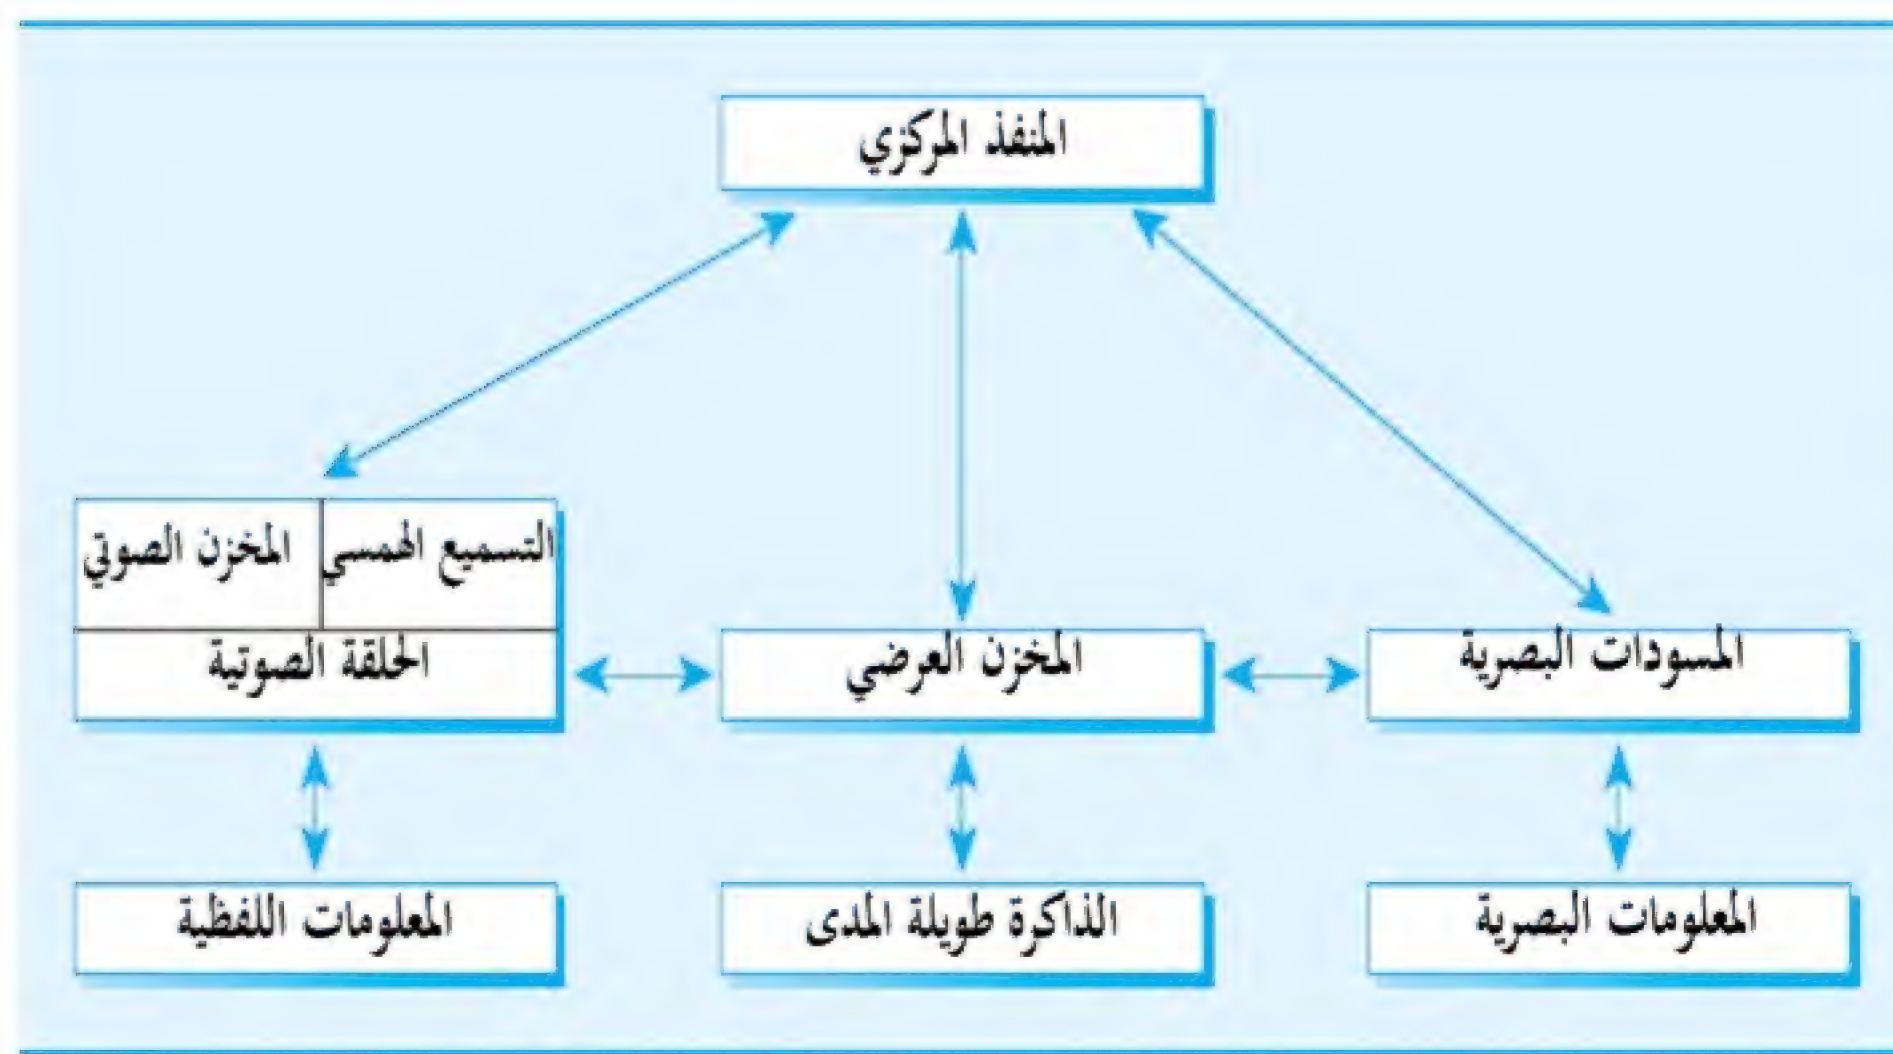 المنفذ المركزي
التسميع الهمسي
المخزن الصوتي
الحلقة الصوتية
المخزن العرضي
المسودات البصرية
المعلومات اللفظية
الذاكرة طويلة المدى
المعلومات البصرية